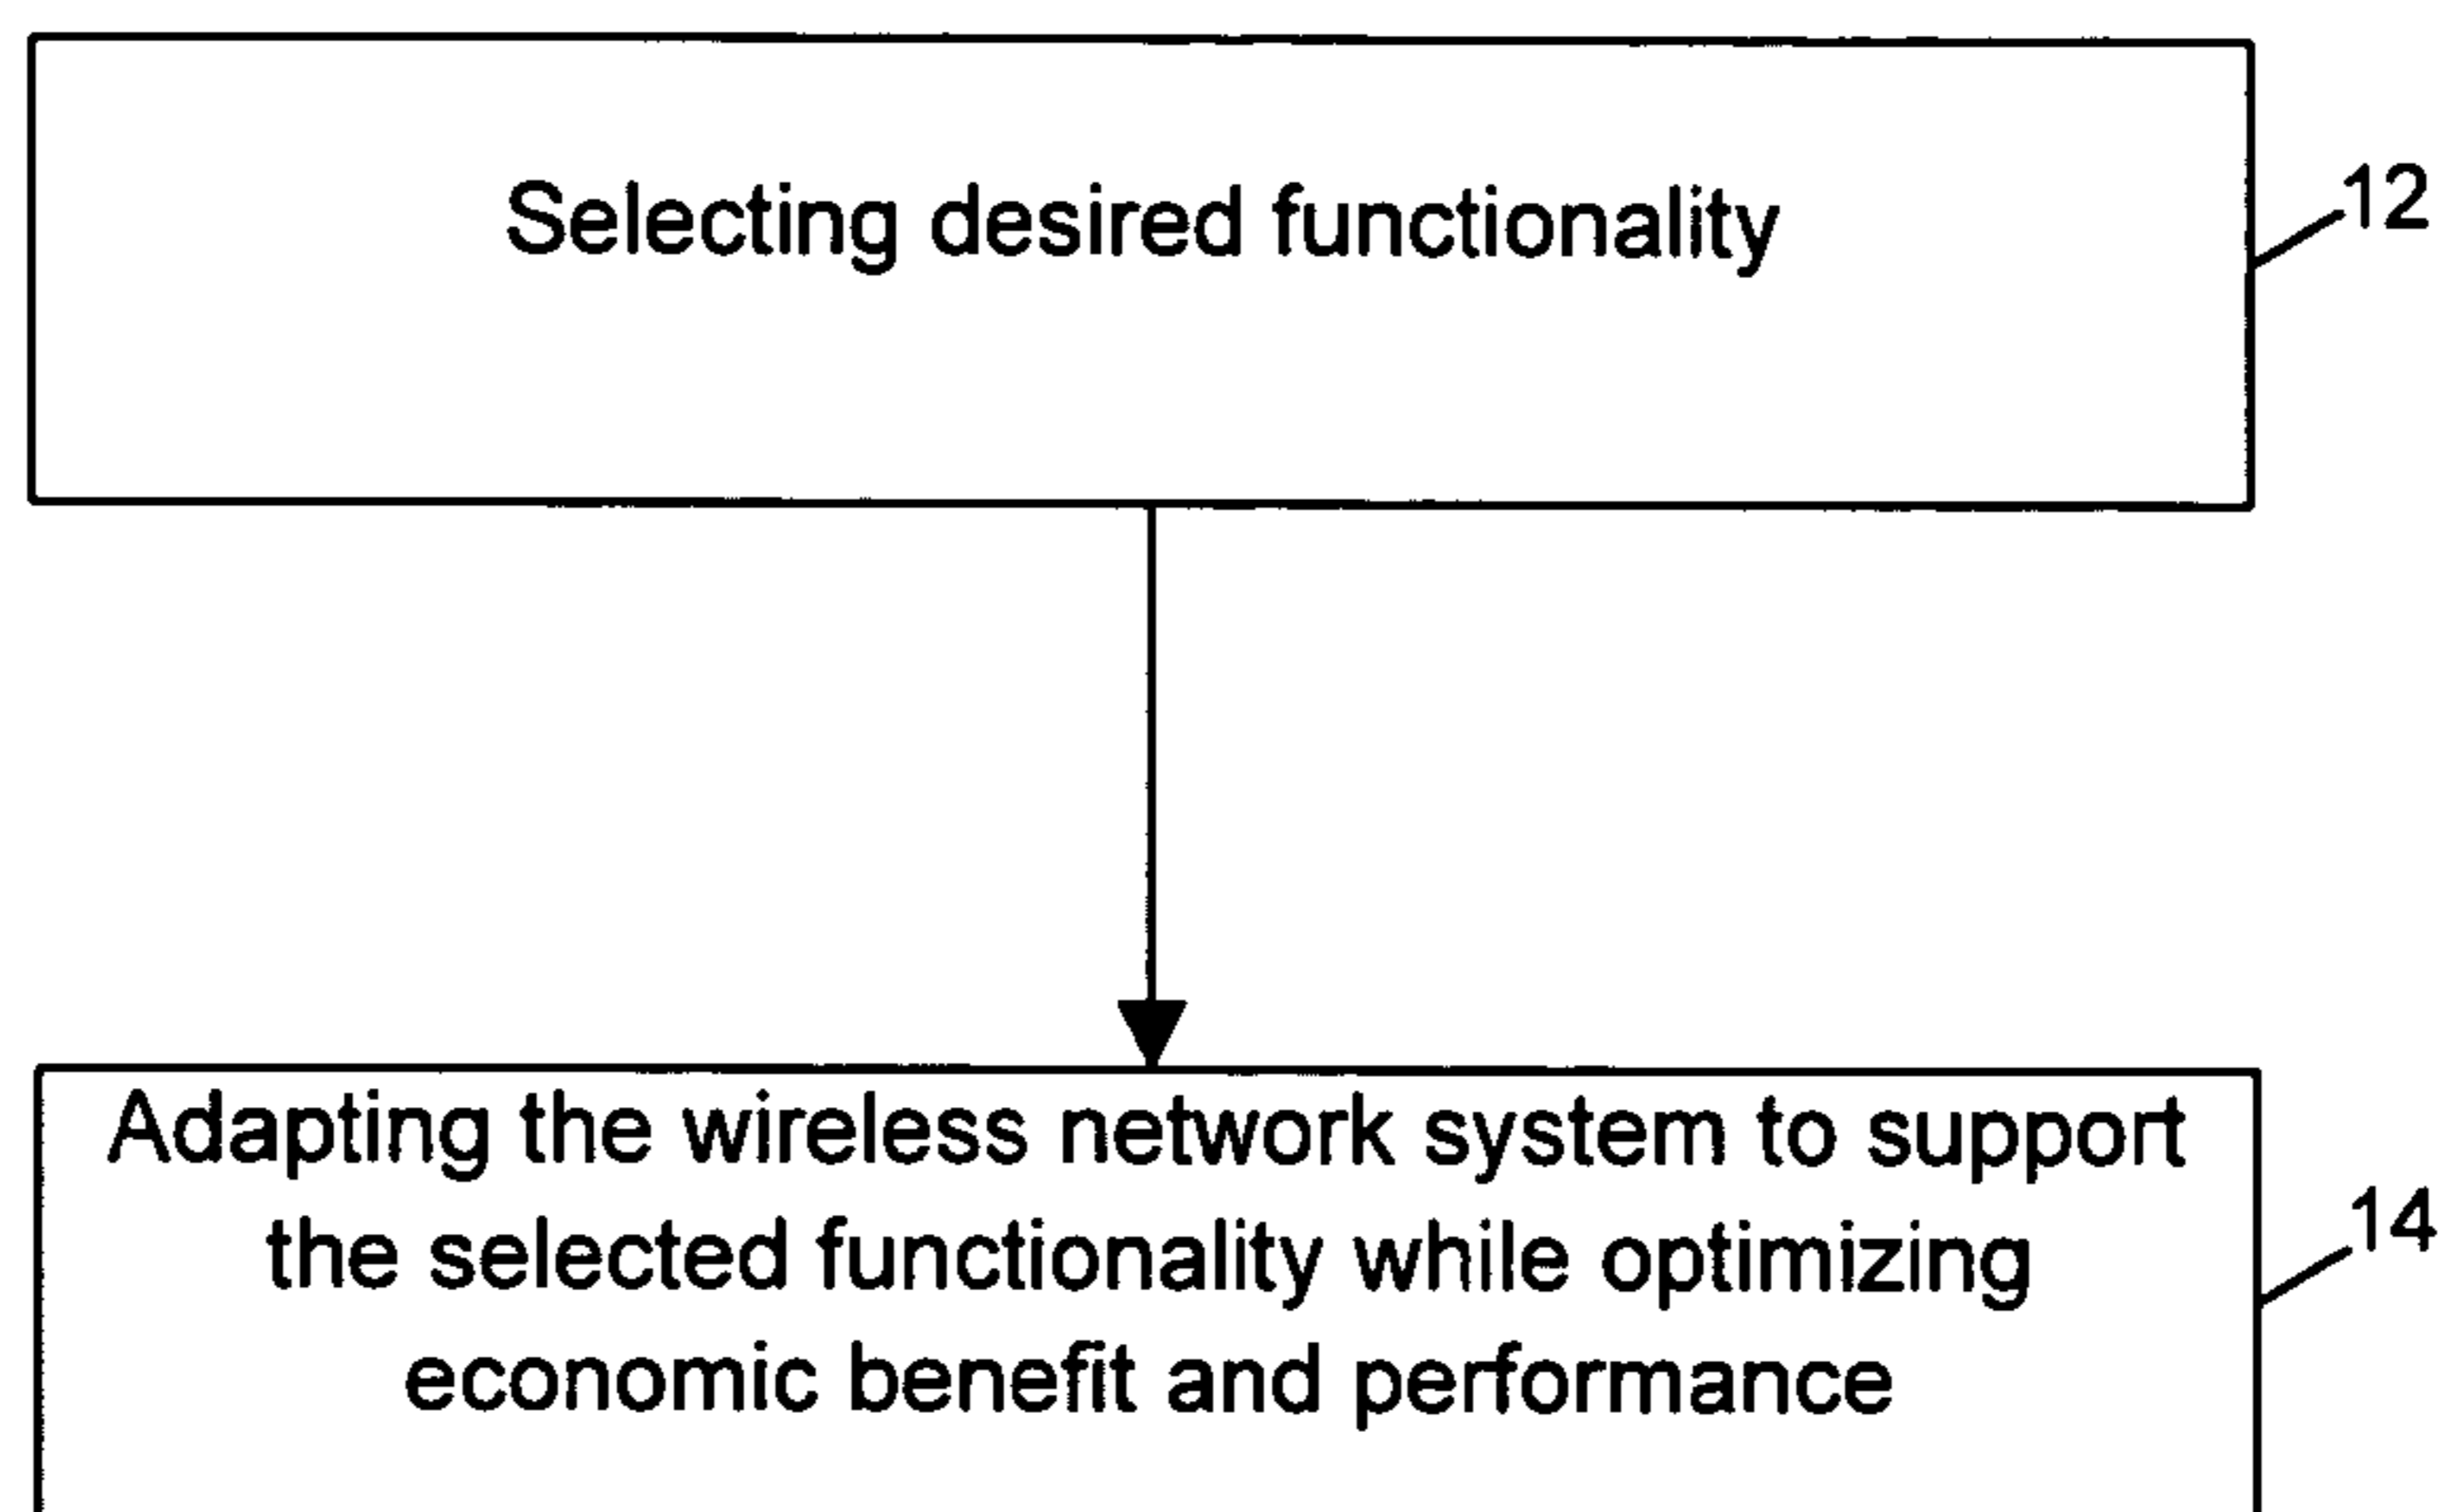 Selecting desired functionality
12
Adapting the wireless network system to support
the selected functionality while optimizing
economic benefit and performance
14